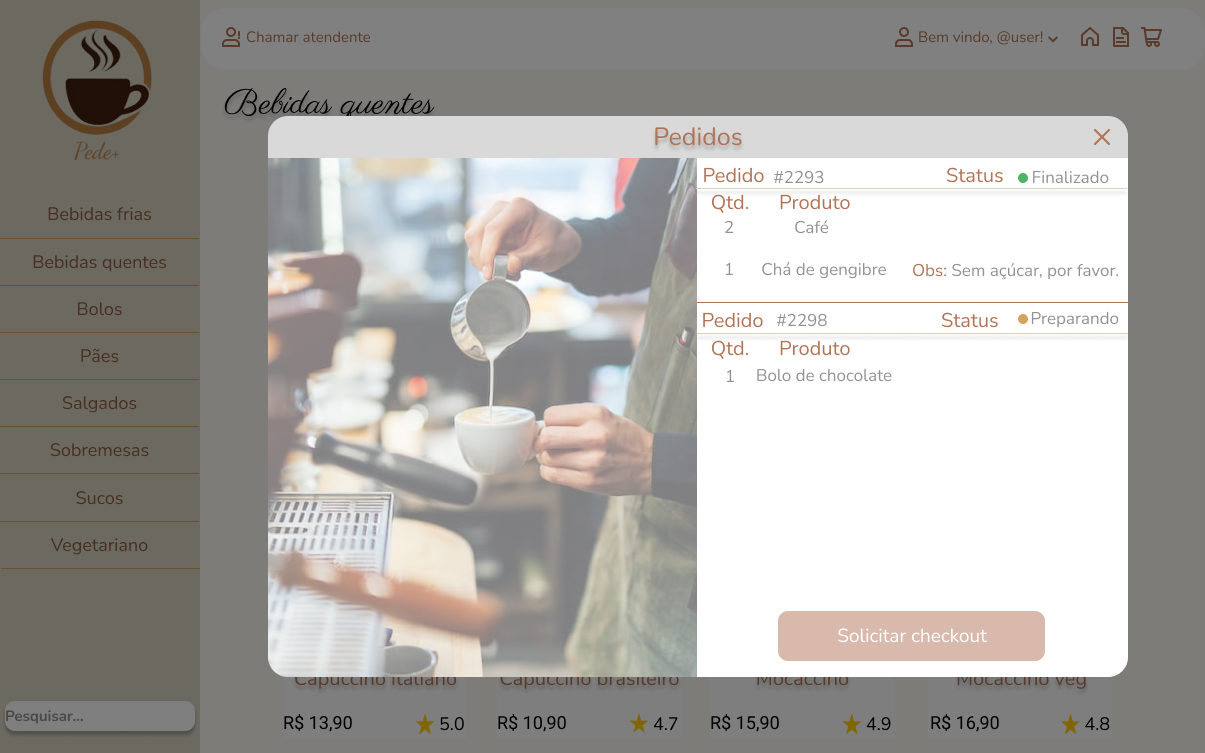 Chamar atendente
Bem vindo, @user!
Pede+
Bebidas quentes
Pedidos
Bebidas frias
Bebidas quentes
Bolos
Pães
Salgados
Sobremesas
Sucos
Vegetariano
Pesquisar...
Pedido #2293 Status Finalizado
Qtd. Produto
2 Café
1 Chá de gengibre Obs: Sem açúcar, por favor.
Pedido #2298 Status Preparando
Qtd. Produto
1 Bolo de chocolate
Solicitar checkout
Capuccino italiano Capuccino brasileiro Mocaccino Mocaccino veg
R$ 13,90 5.0 R$ 10,90 4.7 R$ 15,90 4.9 R$ 16,90 4.8